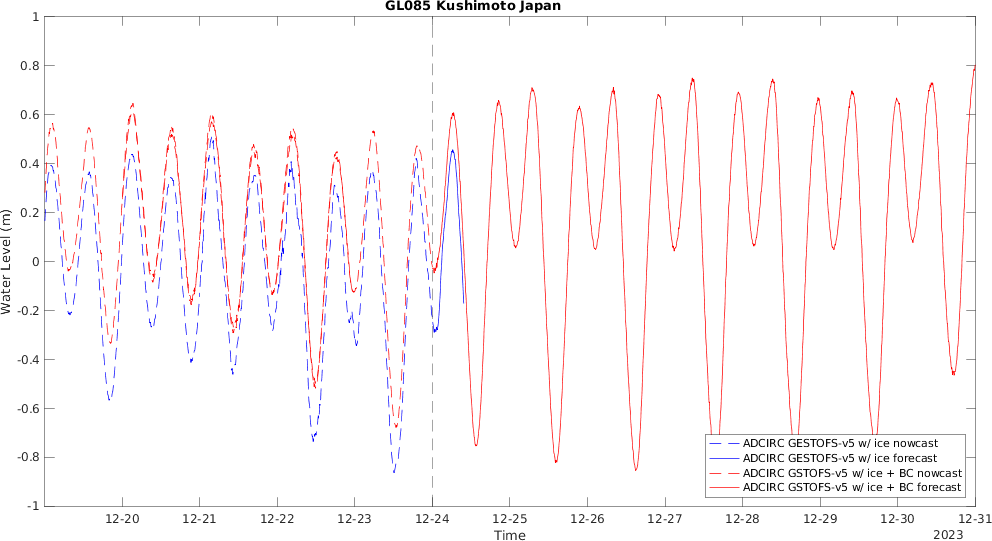 GL085 Kushimoto Japan
1
0.8
0.6
0.4
0.2
0
-0.2
-0.4
-0.6
-0.8
-1
Water Level (m)
ADCIRC GESTOFS-v5 w/ ice nowcast
ADCIRC GESTOFS-v5 w/ ice forecast
ADCIRC GSTOFS-v5 w/ ice + BC nowcast
ADCIRC GSTOFS-v5 w/ ice + BC forecast
12-20 12-21 12-22 12-23 12-24 12-25 12-26 12-27 12-28 12-29 12-30 12-31
Time
2023